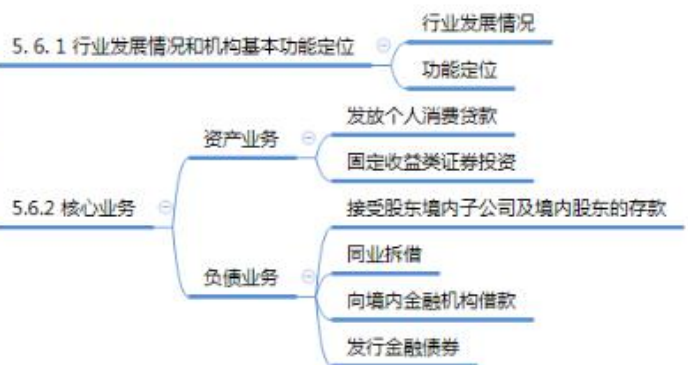 5. 6. 1 行业发展情况和机构基本功能定位
行业发展情况
功能定位
5.6.2 核心业务
资产业务
发放个人消费贷款
固定收益类证券投资
负债业务
接受股东境内子公司及境内股东的存款
同业拆借
向境内金融机构借款
发行金融债券